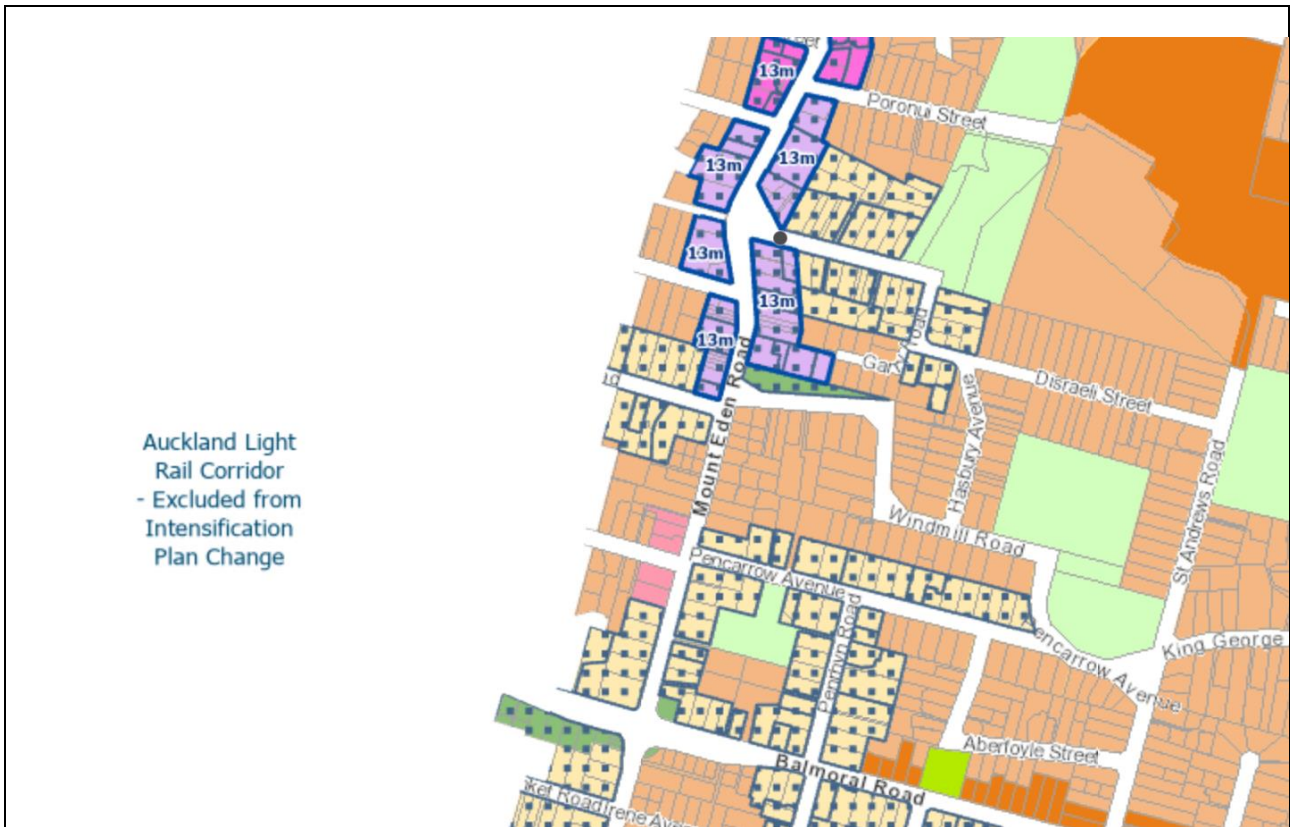 13m
Poronui Street
13m
13m
13m
13m
13m
Disraeli Street
Mount Eden Road
Hasbury Avenue
St Andrews Road
Auckland Light
Rail Corridor
- Excluded from
Intensification
Plan Change
Windmill Road
Pencarrow Avenue
Penrhyn Road
Pencarrow Avenue
King George
Aberfoyle Street
Balmoral Road